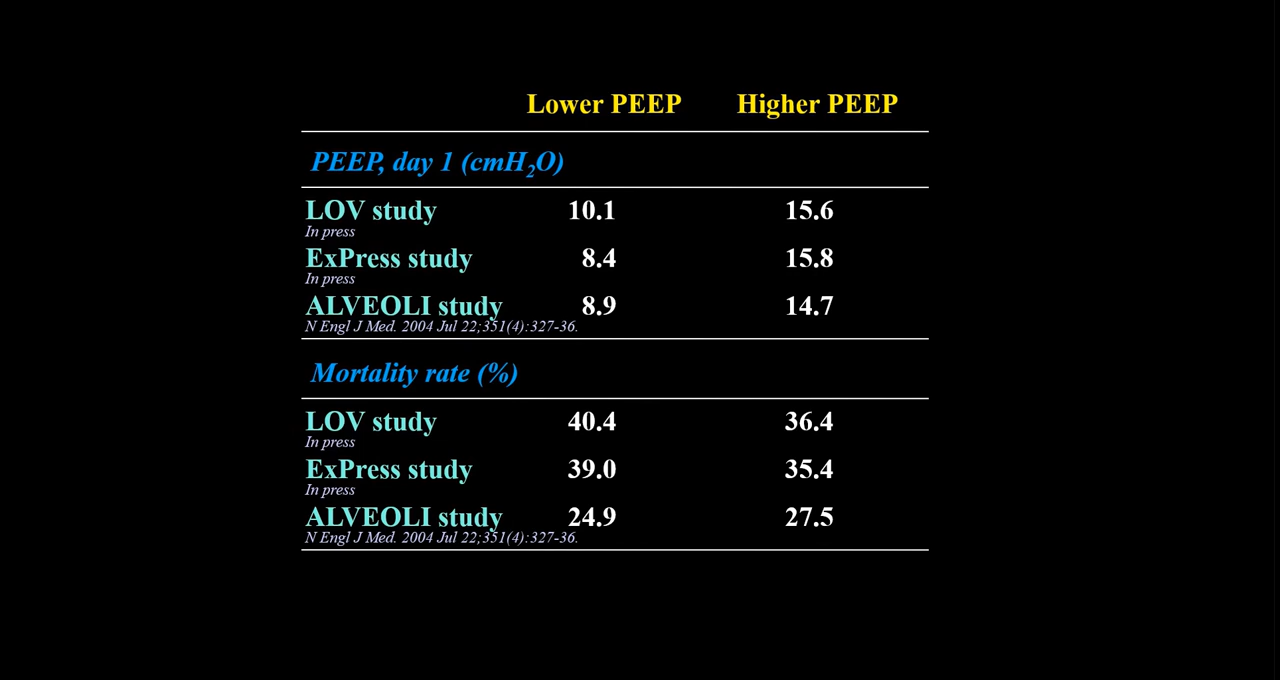 Lower PEEP Higher PEEP
PEEP, day 1 (cmH₂O)
LOV study 10.1 15.6
In press
ExPress study 8.4 15.8
In press
ALVEOLI study 8.9 14.7
N Engl J Med. 2004 Jul 22;351(4):327-36.
Mortality rate (%)
LOV study 40.4 36.4
In press
ExPress study 39.0 35.4
In press
ALVEOLI study 24.9 27.5
N Engl J Med. 2004 Jul 22;351(4):327-36.